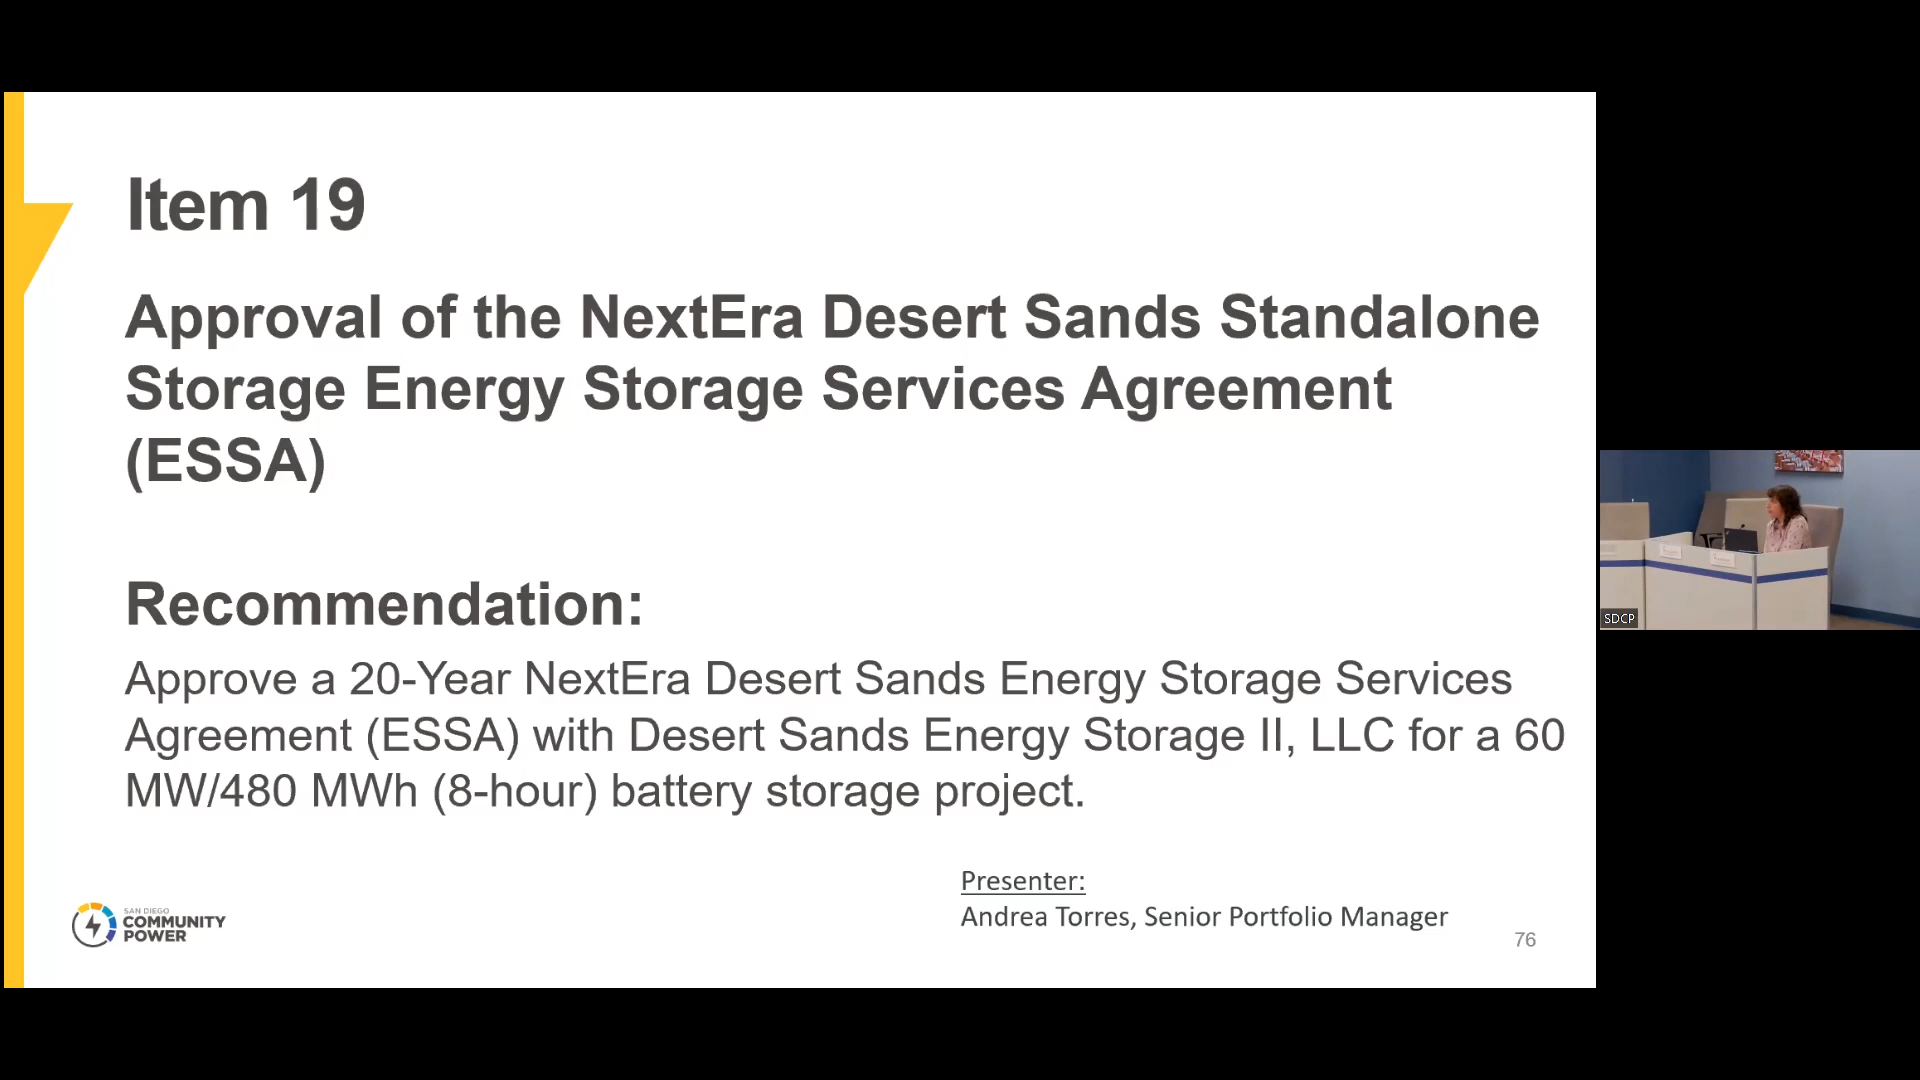 Item 19
Approval of the NextEra Desert Sands Standalone
Storage Energy Storage Services Agreement
(ESSA)
Recommendation:
Approve a 20-Year NextEra Desert Sands Energy Storage Services
Agreement (ESSA) with Desert Sands Energy Storage II, LLC for a 60
MW/480 MWh (8-hour) battery storage project.
Presenter:
Andrea Torres, Senior Portfolio Manager
SAN DIEGO
COMMUNITY
POWER
76
SDCP